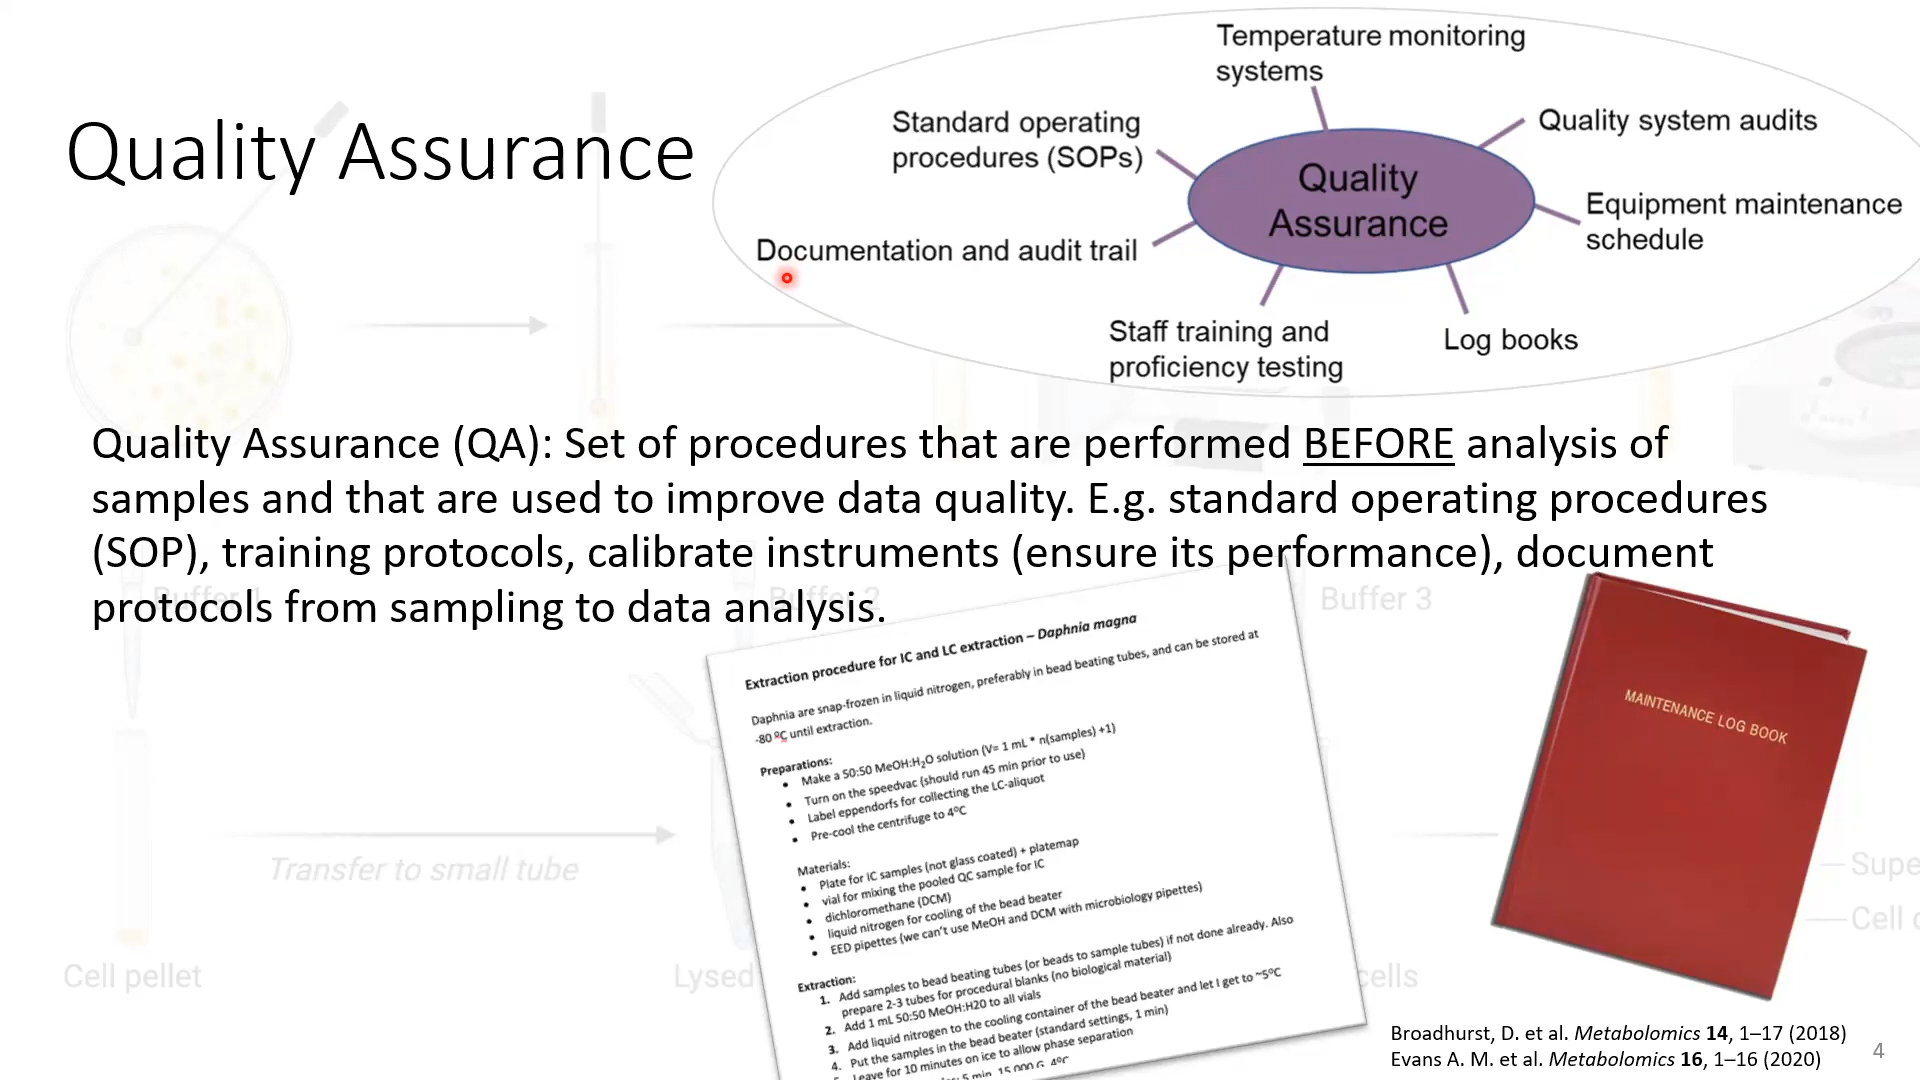 Quality Assurance
Temperature monitoring
systems
Standard operating
procedures (SOPs)
Quality system audits
Quality
Assurance
Equipment maintenance
schedule
Documentation and audit trail
Staff training and
proficiency testing
Log books
Quality Assurance (QA): Set of procedures that are performed BEFORE analysis of
samples and that are used to improve data quality. E.g. standard operating procedures
(SOP), training protocols, calibrate instruments (ensure its performance), document
protocols from sampling to data analysis.
Buffer 1
Buffer 2
Buffer 3
Extraction procedure for IC and LC extraction – Daphnia magna
Daphnia are snap-frozen in liquid nitrogen, preferably in bead beating tubes, and can be stored at
-80 ºC until extraction.
Preparations:
• Make a 50:50 MeOH:H₂O solution (V= 1 mL * n(samples) +1)
• Turn on the speedvac (should run 45 min prior to use)
• Label eppendorfs for collecting the LC-aliquot
• Pre-cool the centrifuge to 4ºC
Materials:
• Plate for IC samples (not glass coated) + platemap
• vial for mixing the pooled QC sample for IC
• dichloromethane (DCM)
• liquid nitrogen for cooling of the bead beater
• EED pipettes (we can't use MeOH and DCM with microbiology pipettes)
Extraction:
1. Add samples to bead beating tubes (or beads to sample tubes) if not done already. Also
prepare 2-3 tubes for procedural blanks (no biological material)
2. Add 1 mL 50:50 MeOH:H20 to all vials
3. Add liquid nitrogen to the cooling container of the bead beater and let I get to ~5ºC
4. Put the samples in the bead beater (standard settings, 1 min)
Leave for 10 minutes on ice to allow phase separation
5 min, 15 000 G, 4ºC
MAINTENANCE LOG BOOK
Transfer to small tube
Supe
Cell
Cell pellet
Lysed
cells
Broadhurst, D. et al. Metabolomics 14, 1–17 (2018)
Evans A. M. et al. Metabolomics 16, 1–16 (2020)
4